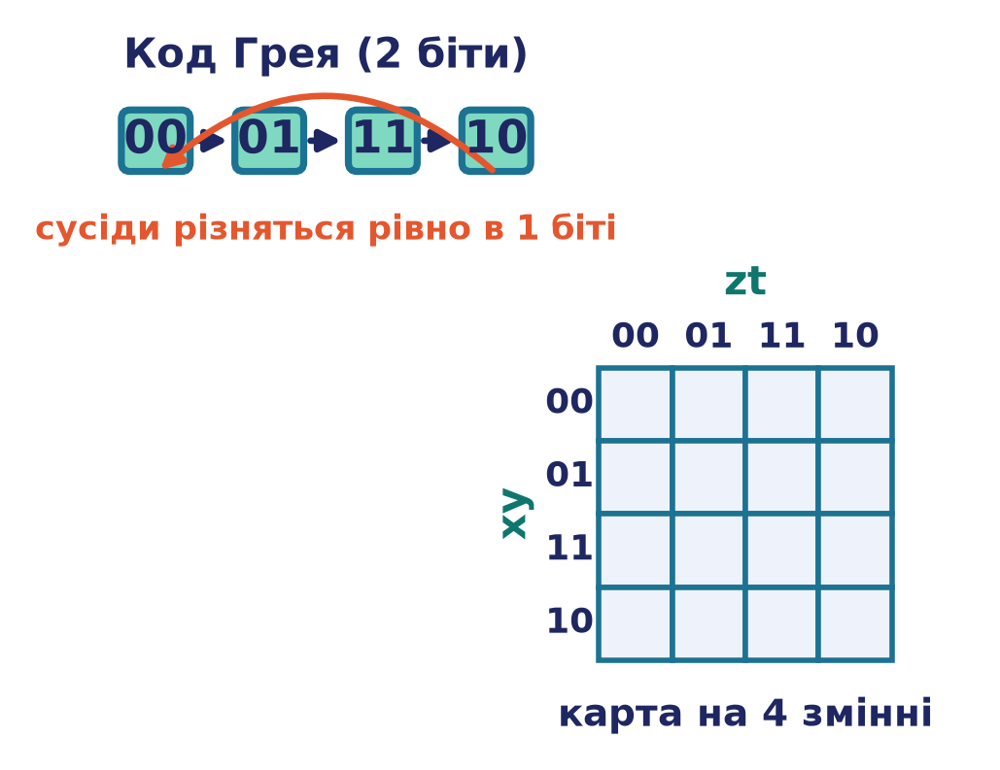 Код Грея (2 біти)
00 01 11 10
сусіди різняться рівно в 1 біті
zt
00 01 11 10
00
01
xy
11
10
карта на 4 змінні